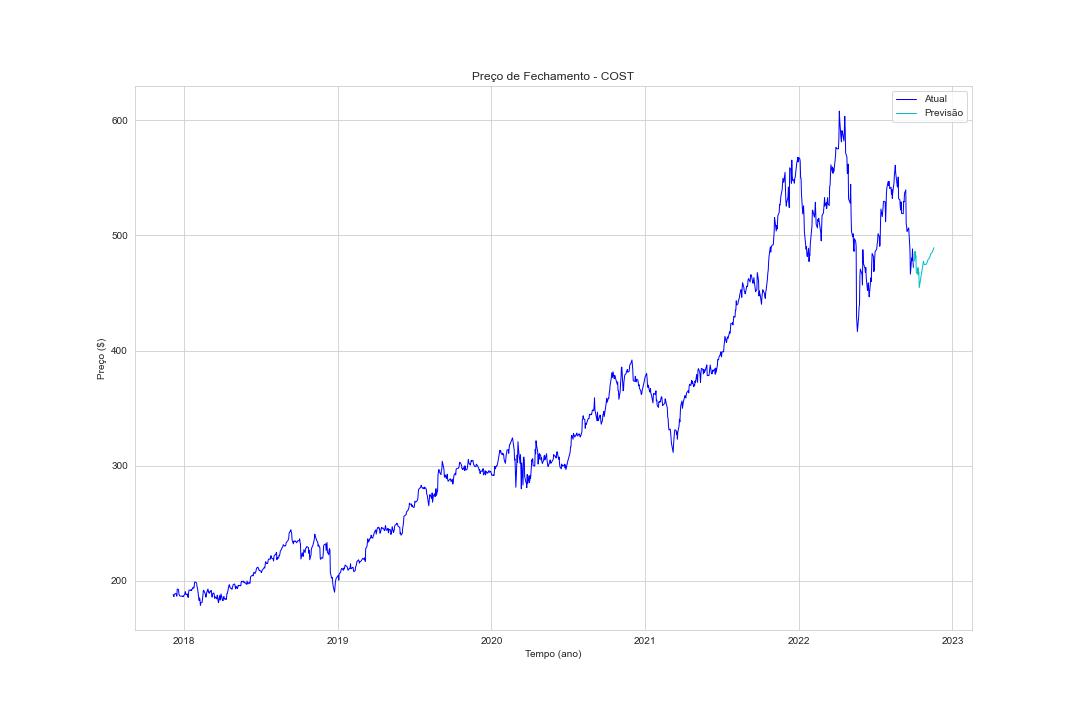 Preço de Fechamento - COST
Atual
Previsão
600
500
400
300
200
Preço ($)
2018
2019
2020
2021
2022
2023
Tempo (ano)